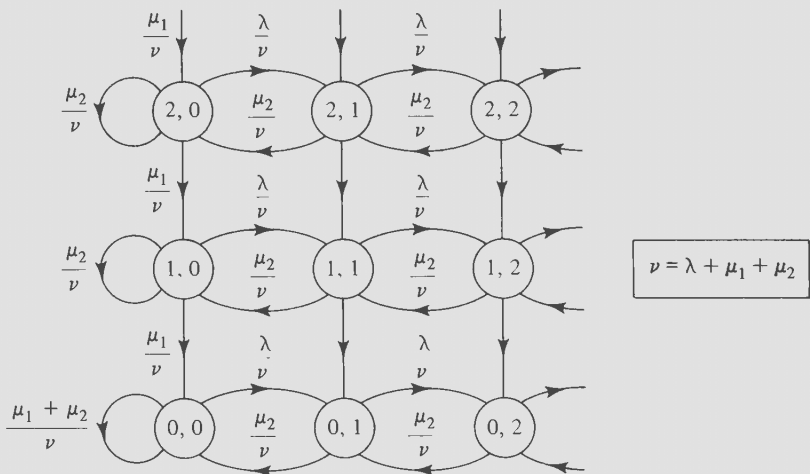 μ₁/ν λ/ν λ/ν
μ₂/ν 2, 0 μ₂/ν 2, 1 μ₂/ν 2, 2
μ₁/ν λ/ν λ/ν
μ₂/ν 1, 0 μ₂/ν 1, 1 μ₂/ν 1, 2 ν = λ + μ₁ + μ₂
μ₁/ν λ ν λ ν
μ₁ + μ₂/ν 0, 0 μ₂/ν 0, 1 μ₂/ν 0, 2